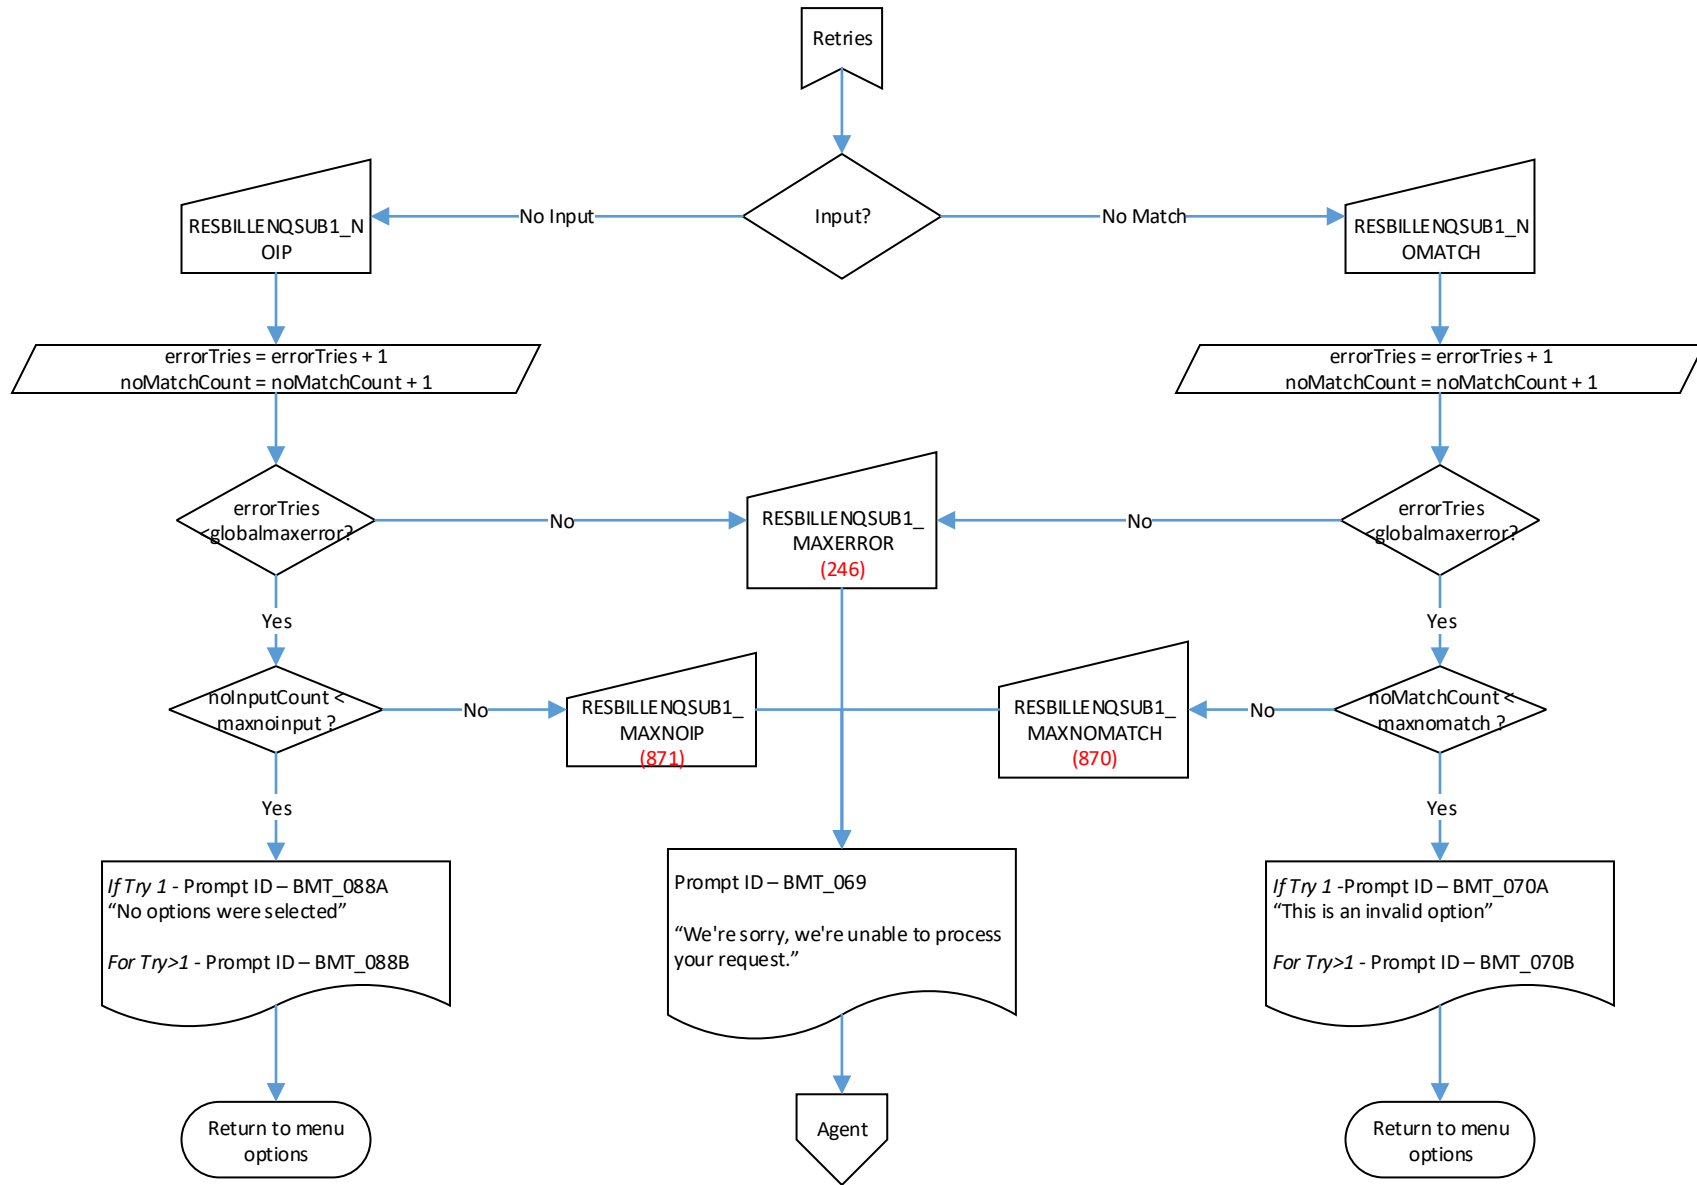 Retries
Input?
No Input
No Match
RESBILLENQSUB1_N
OIP
RESBILLENQSUB1_N
OMATCH
errorTries = errorTries + 1
noMatchCount = noMatchCount + 1
errorTries = errorTries + 1
noMatchCount = noMatchCount + 1
errorTries
<globalmaxerror?
No
RESBILLENQSUB1_
MAXERROR
(246)
No
errorTries
<globalmaxerror?
Yes
Yes
noInputCount <
maxnoinput ?
No
RESBILLENQSUB1_
MAXNOIP
(871)
RESBILLENQSUB1_
MAXNOMATCH
(870)
No
noMatchCount <
maxnomatch ?
Yes
Yes
If Try 1 - Prompt ID – BMT_088A
“No options were selected”
For Try>1 - Prompt ID – BMT_088B
Prompt ID – BMT_069
“We're sorry, we're unable to process
your request.”
If Try 1 -Prompt ID – BMT_070A
“This is an invalid option”
For Try>1 - Prompt ID – BMT_070B
Return to menu
options
Agent
Return to menu
options